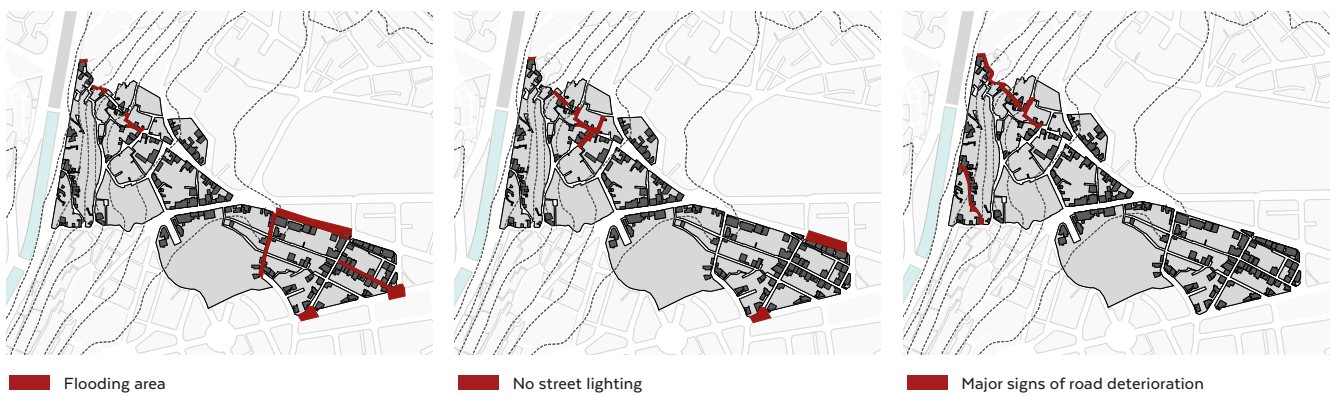 Flooding area
No street lighting
Major signs of road deterioration